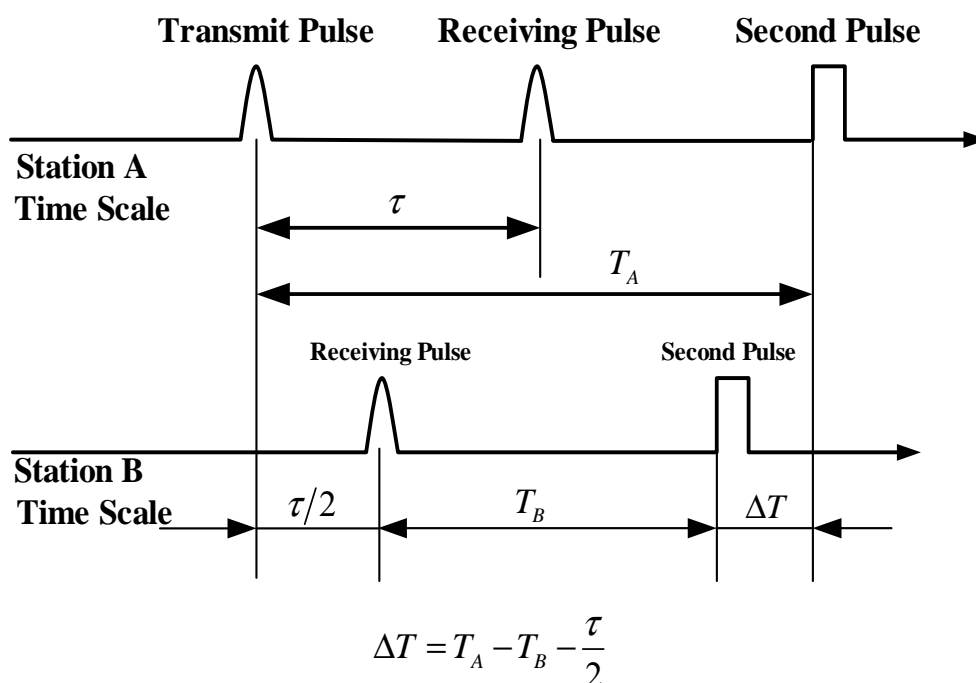 Transmit Pulse Receiving Pulse Second Pulse
Station A
Time Scale
τ
T_A
Receiving Pulse Second Pulse
Station B
Time Scale
τ/2 T_B ΔT
ΔT = T_A − T_B − τ/2